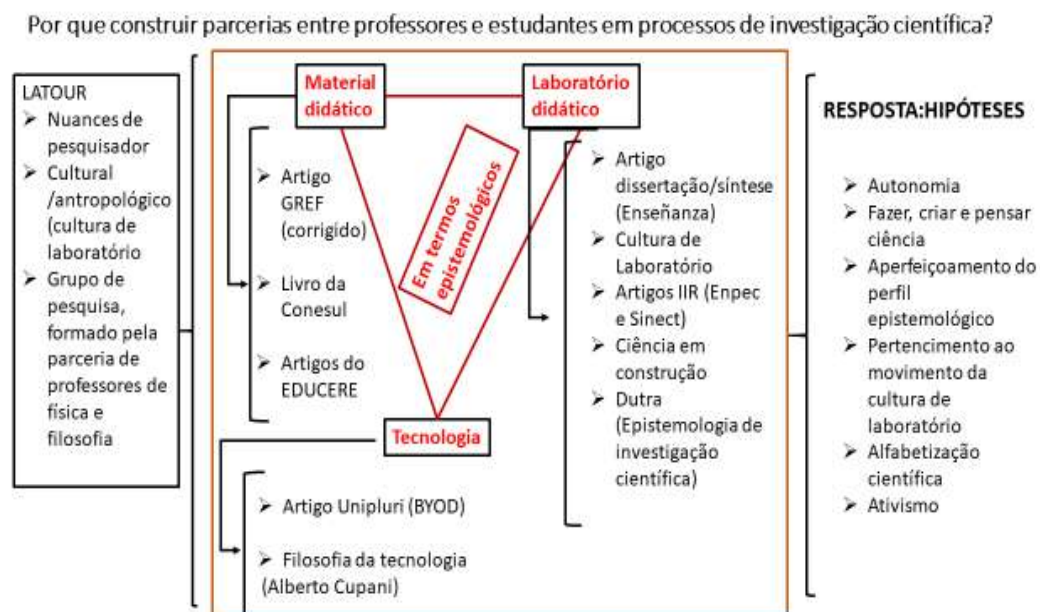 Por que construir parcerias entre professores e estudantes em processos de investigação científica?
LATOUR
➢ Nuances de
pesquisador
➢ Cultural
/antropológico
(cultura de
laboratório
➢ Grupo de
pesquisa,
formado pela
parceria de
professores de
física e
filosofia
Material
didático
➢ Artigo
GREF
(corrigido)
➢ Livro da
Conesul
➢ Artigos do
EDUCERE
Em termos
epistemológicos
Laboratório
didático
➢ Artigo
dissertação/síntese
(Enseñanza)
➢ Cultura de
Laboratório
➢ Artigos IIR (Enpec
e Sinect)
➢ Ciência em
construção
➢ Dutra
(Epistemologia de
investigação
científica)
Tecnologia
➢ Artigo Unipluri (BYOD)
➢ Filosofia da tecnologia
(Alberto Cupani)
RESPOSTA:HIPÓTESES
➢ Autonomia
➢ Fazer, criar e pensar
ciência
➢ Aperfeiçoamento do
perfil
epistemológico
➢ Pertencimento ao
movimento da
cultura de
laboratório
➢ Alfabetização
científica
➢ Ativismo